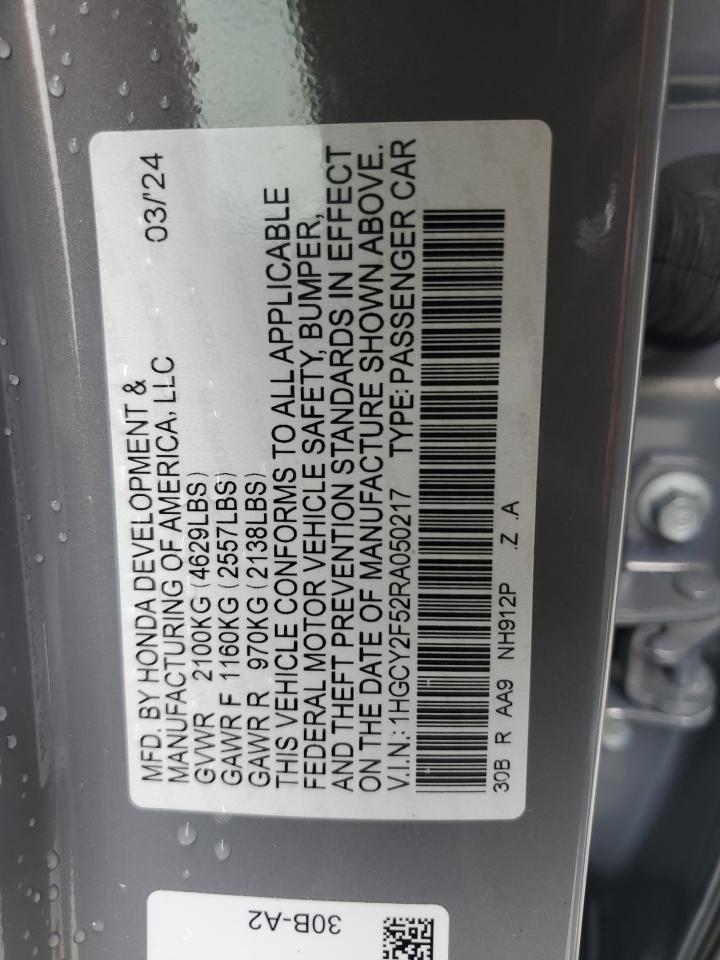 MFD. BY HONDA DEVELOPMENT & 03/'24
MANUFACTURING OF AMERICA, LLC
GVWR 2100KG (4629LBS)
GAWR F 1160KG (2557LBS)
GAWR R 970KG (2138LBS)
THIS VEHICLE CONFORMS TO ALL APPLICABLE
FEDERAL MOTOR VEHICLE SAFETY, BUMPER,
AND THEFT PREVENTION STANDARDS IN EFFECT
ON THE DATE OF MANUFACTURE SHOWN ABOVE.
V.I.N.: 1HGCY2F52RA050217 TYPE: PASSENGER CAR
30B R AA9 NH912P .Z .A
30B-A2